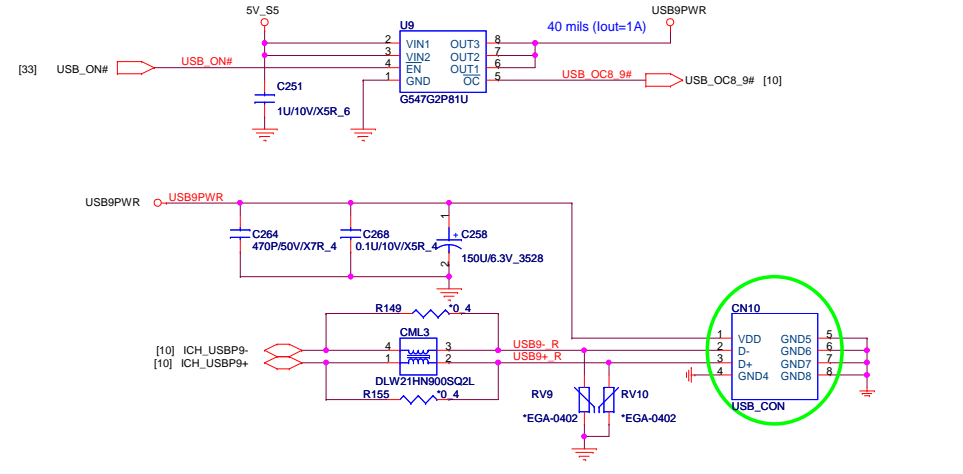 5V_S5
USB9PWR
U9
40 mils (Iout=1A)
2 VIN1 OUT3 8
3 VIN2 OUT2 7
4 EN OUT1 6
1 GND OC 5
[33] USB_ON# USB_ON#
USB_OC8_9# USB_OC8_9# [10]
G547G2P81U
C251
1U/10V/X5R_6
USB9PWR USB9PWR
1
C264 C268 + C258
470P/50V/X7R_4 0.1U/10V/X5R_4
150U/6.3V_3528
2
R149 *0_4
CN10
CML3
1 VDD GND5 5
[10] ICH_USBP9- 4 3 USB9-_R 2 D- GND6 6
[10] ICH_USBP9+ 1 2 USB9+_R 3 D+ GND7 7
4 GND4 GND8 8
DLW21HN900SQ2L
R155 *0_4
RV9 RV10
USB_CON
*EGA-0402 *EGA-0402